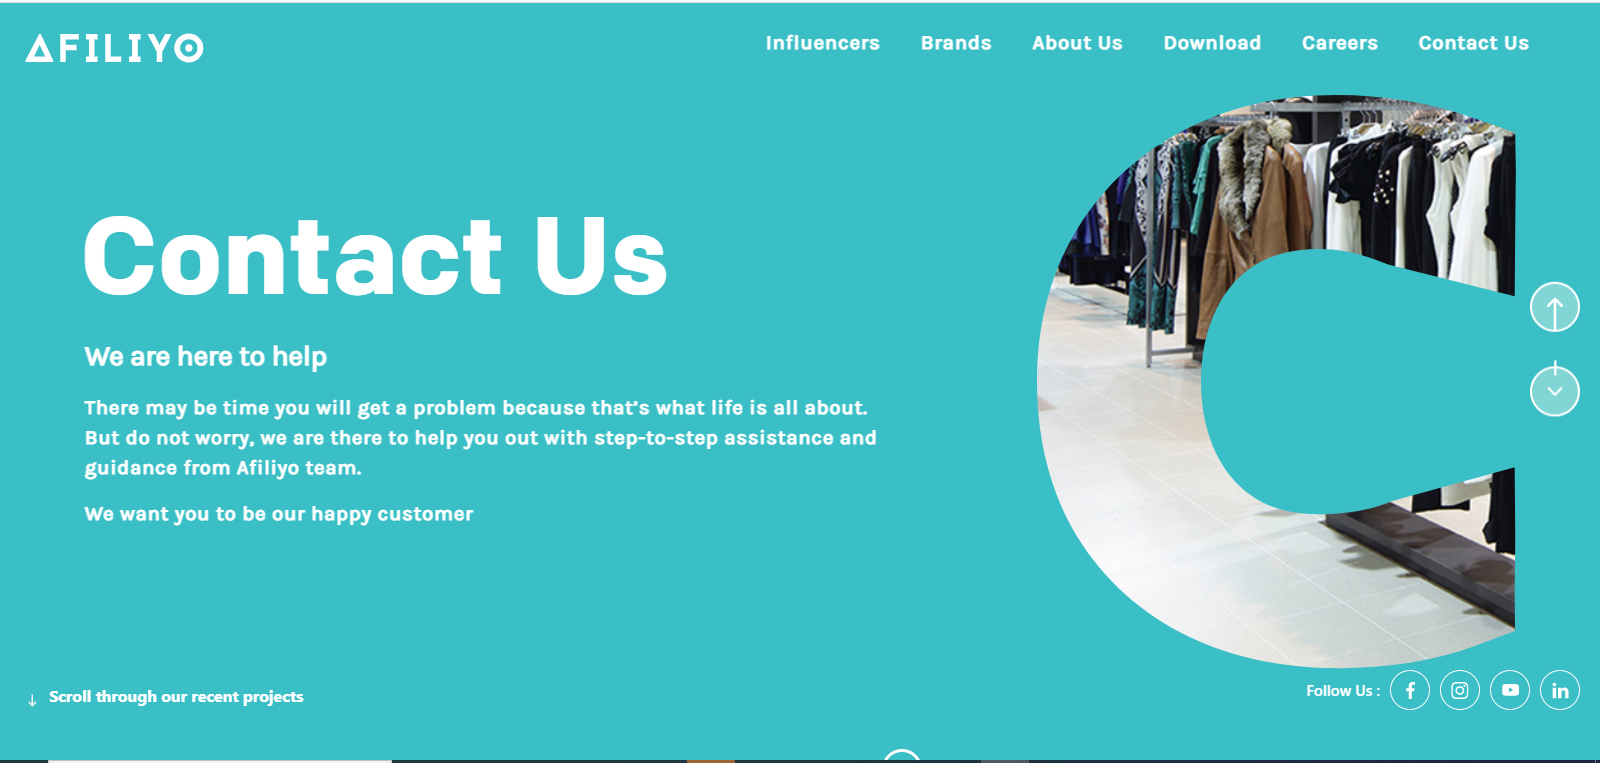 AFILIYO
Influencers Brands About Us Download Careers Contact Us
Contact Us
We are here to help
There may be time you will get a problem because that's what life is all about.
But do not worry, we are there to help you out with step-to-step assistance and
guidance from Afiliyo team.
We want you to be our happy customer
Scroll through our recent projects
Follow Us :